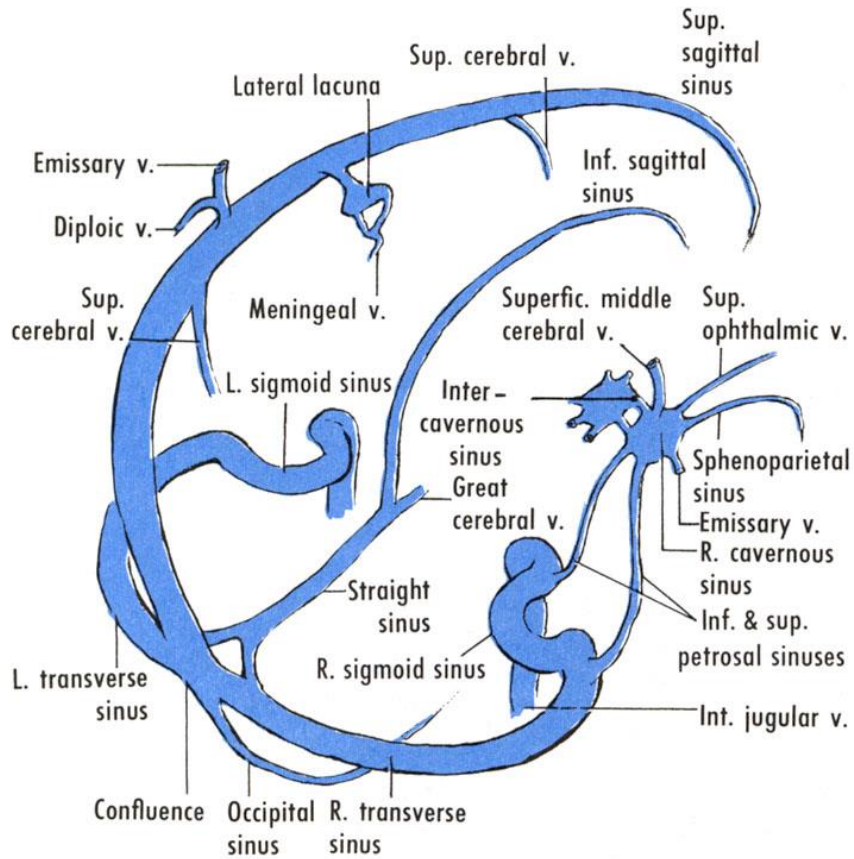 Sup.
sagittal
sinus
Sup. cerebral v.
Lateral lacuna
Emissary v.
Inf. sagittal
sinus
Diploic v.
Sup.
cerebral v.
Meningeal v.
Superfic. middle
cerebral v.
Sup.
ophthalmic v.
L. sigmoid sinus
Inter-
cavernous
sinus
Sphenoparietal
sinus
Great
cerebral v.
Emissary v.
R. cavernous
sinus
Straight
sinus
Inf. & sup.
petrosal sinuses
R. sigmoid sinus
L. transverse
sinus
Int. jugular v.
Confluence
Occipital
sinus
R. transverse
sinus